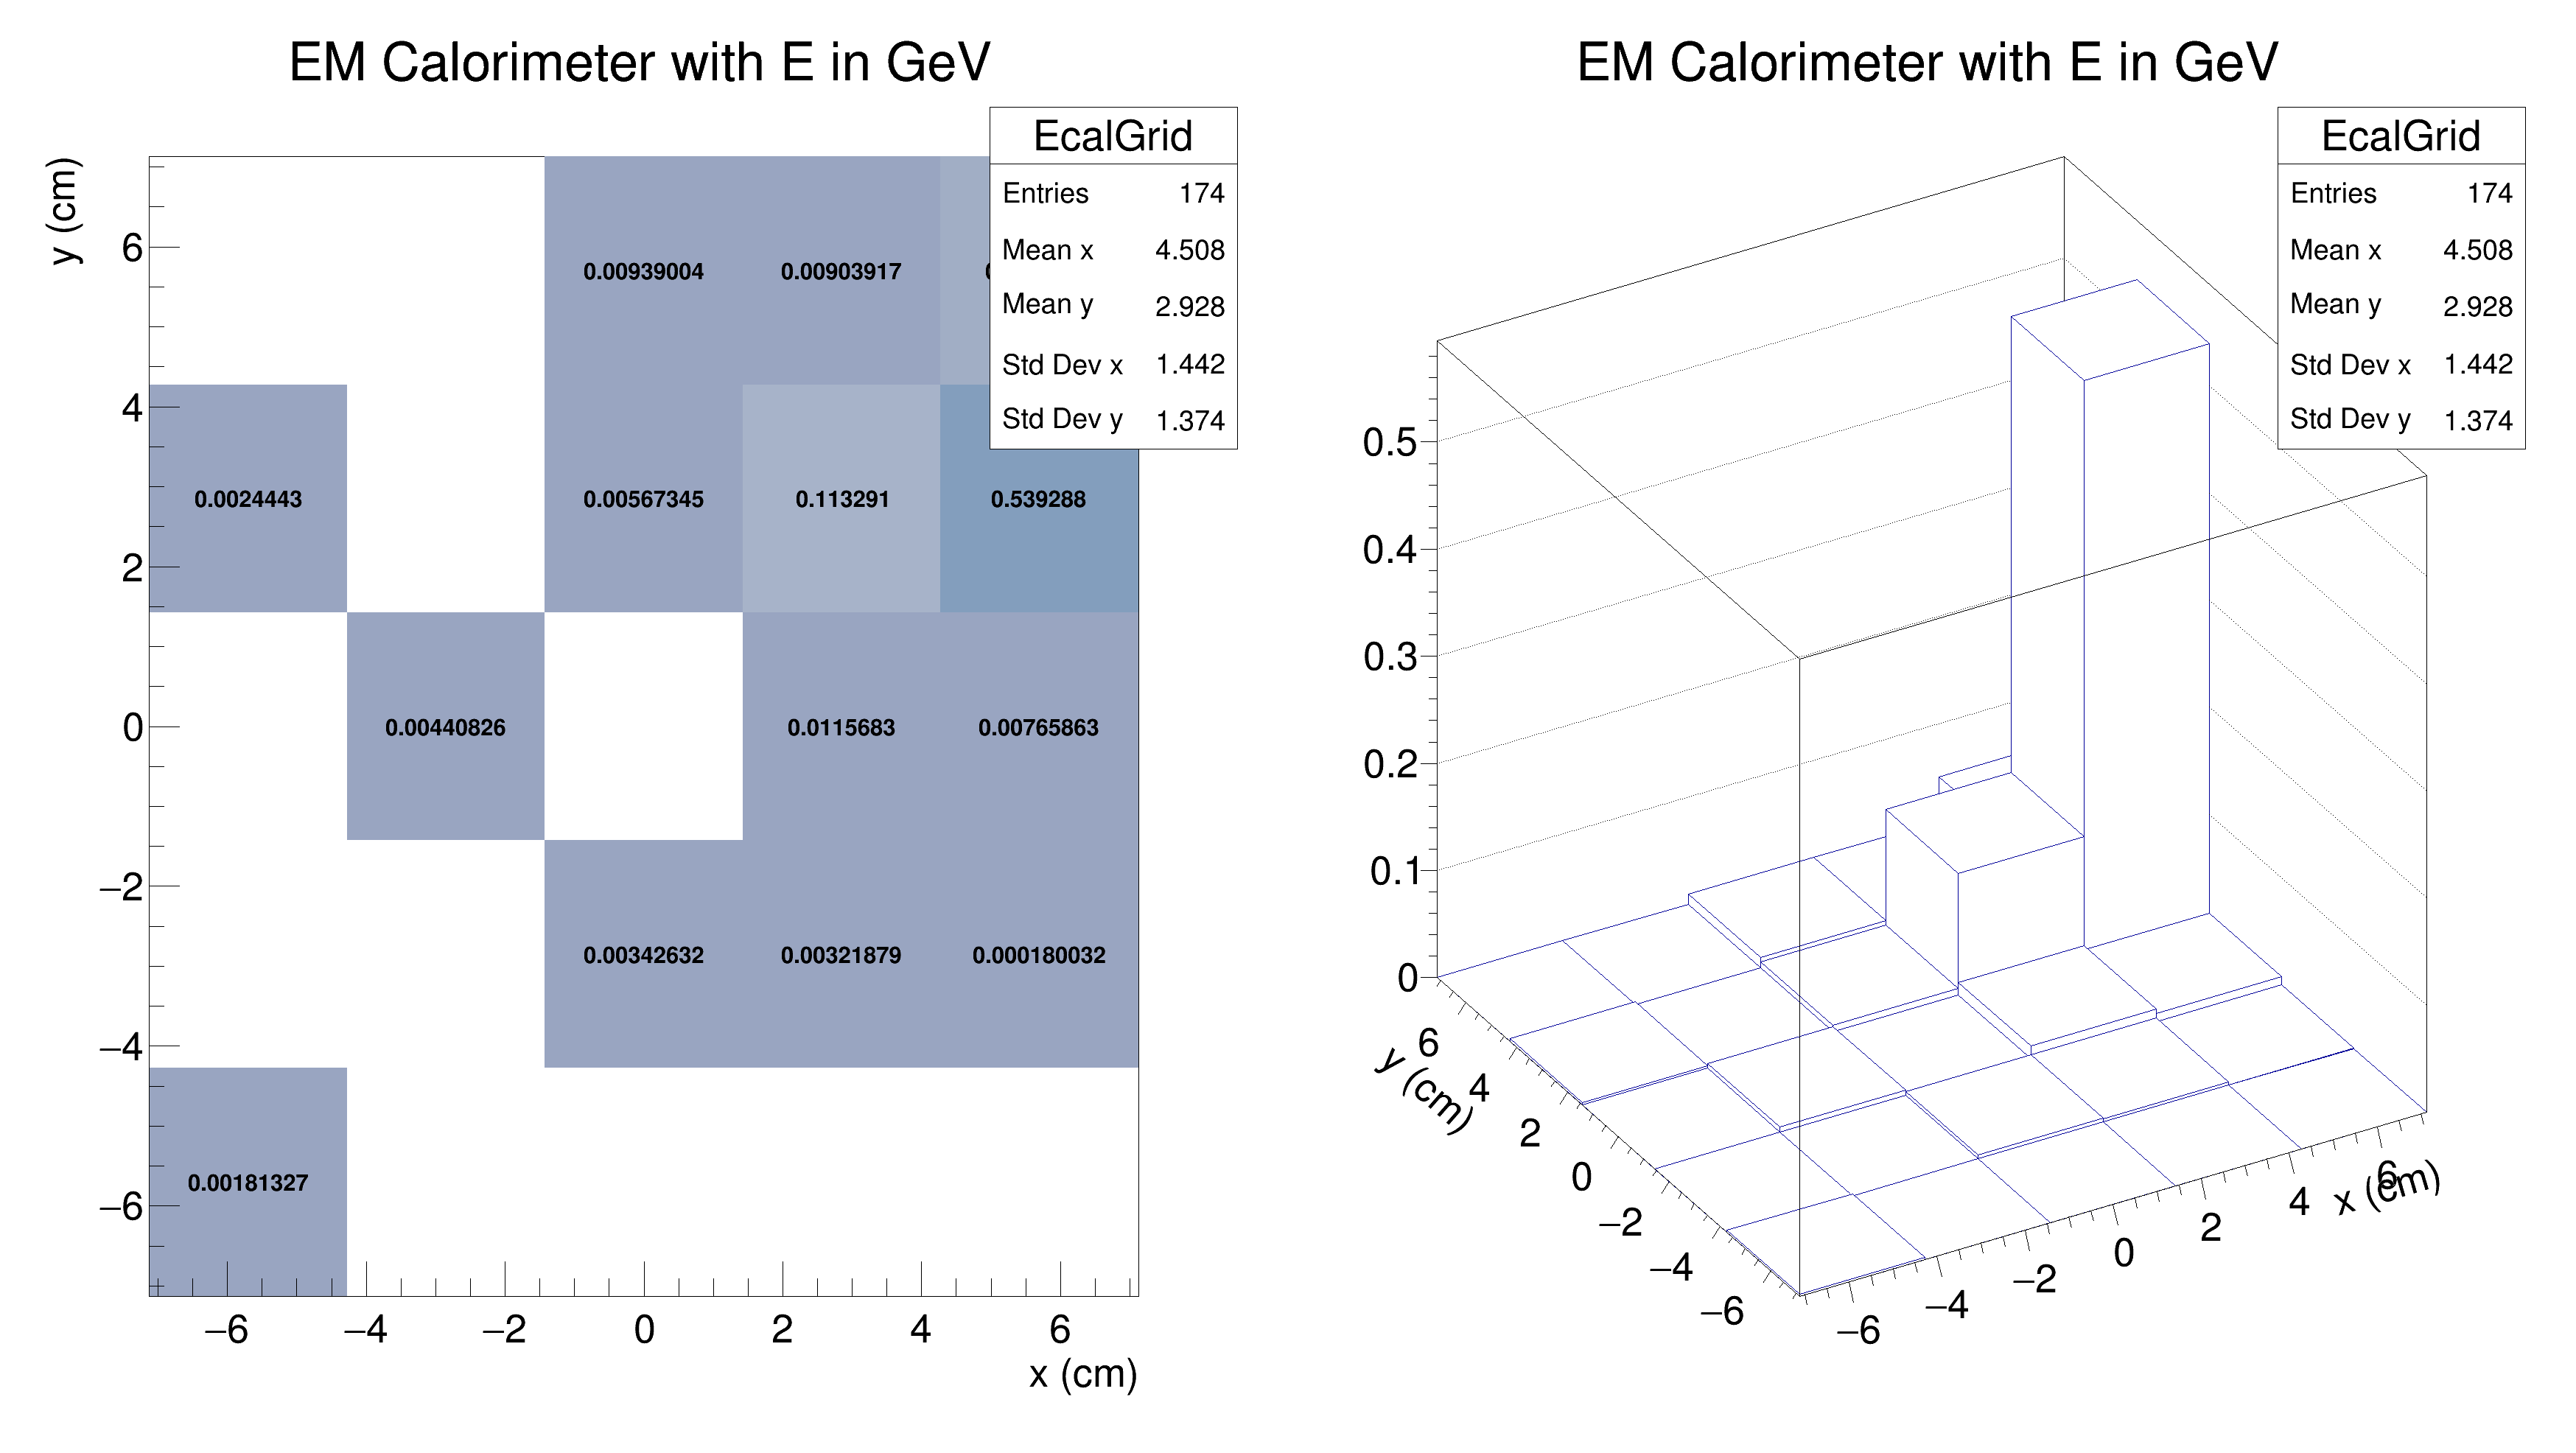 EM Calorimeter with E in GeV
EcalGrid
Entries 174
Mean x 4.508
Mean y 2.928
Std Dev x 1.442
Std Dev y 1.374
y (cm)
6
4
2
0
−2
−4
−6
0.00939004 0.00903917
0.0024443 0.00567345 0.113291 0.539288
0.00440826 0.0115683 0.00765863
0.00342632 0.00321879 0.000180032
0.00181327
−6 −4 −2 0 2 4 6
x (cm)
EM Calorimeter with E in GeV
EcalGrid
Entries 174
Mean x 4.508
Mean y 2.928
Std Dev x 1.442
Std Dev y 1.374
0.5
0.4
0.3
0.2
0.1
0
y (cm)
6
4
2
0
−2
−4
−6
−6
−4
−2
0
2
4
6
x (cm)